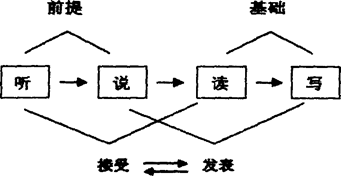 前提 基础
听 说 读 写
接受 发表